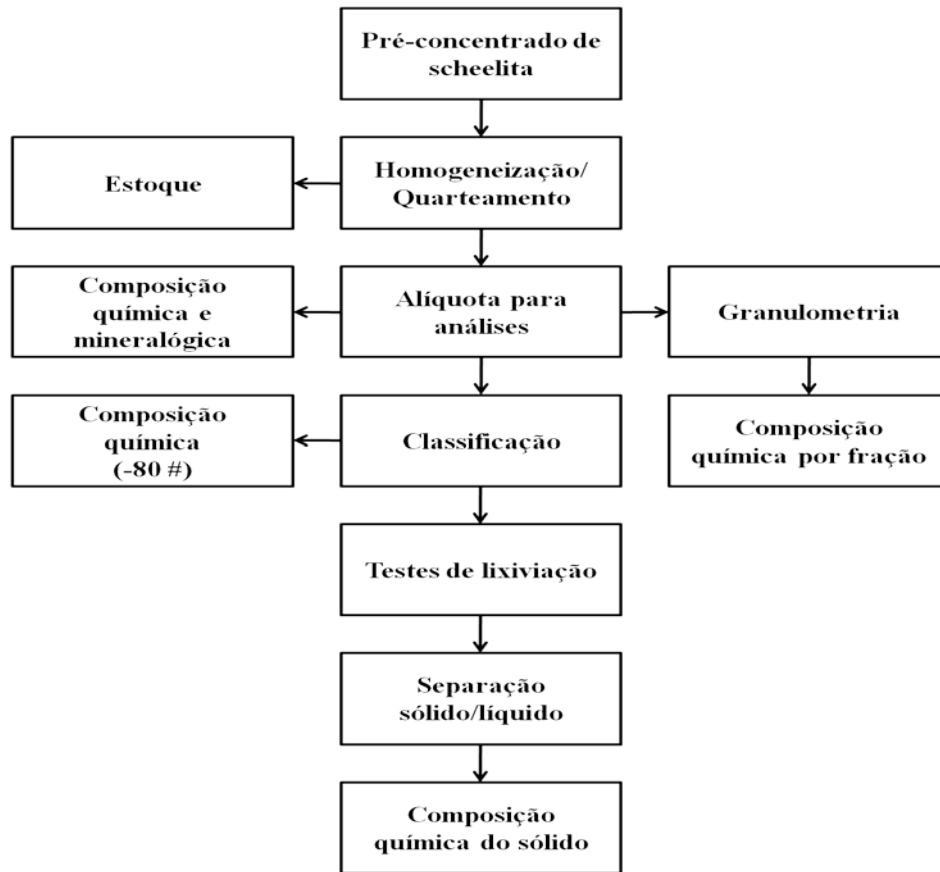 Pré-concentrado de
scheelita
Estoque
Homogeneização/
Quarteamento
Composição
química e
mineralógica
Alíquota para
análises
Granulometria
Composição
química
(-80 #)
Classificação
Composição
química por fração
Testes de lixiviação
Separação
sólido/líquido
Composição
química do sólido